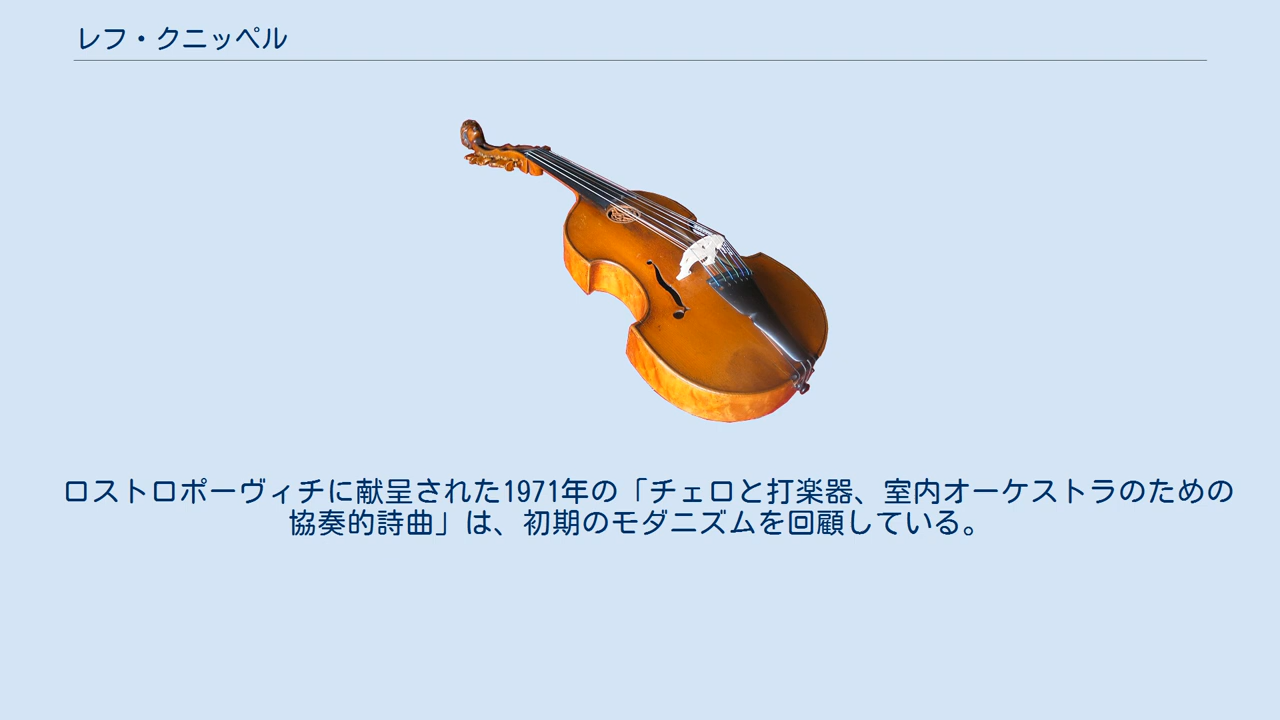 レフ・クニッペル
ロストロポーヴィチに献呈された1971年の「チェロと打楽器、室内オーケストラのための
協奏的詩曲」は、初期のモダニズムを回顧している。